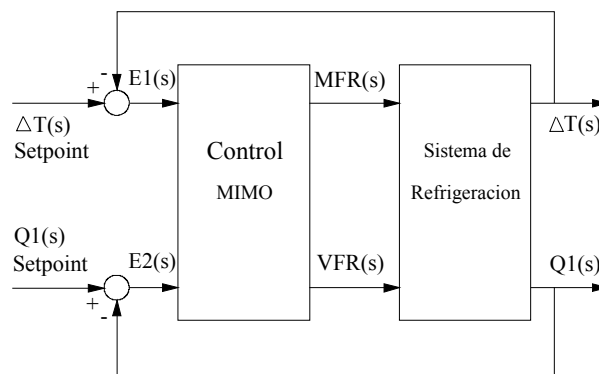 -
+
E1(s)
MFR(s)
△T(s)
Setpoint
Control
MIMO
Sistema de
Refrigeracion
△T(s)
Q1(s)
Setpoint
E2(s)
VFR(s)
Q1(s)
+
-